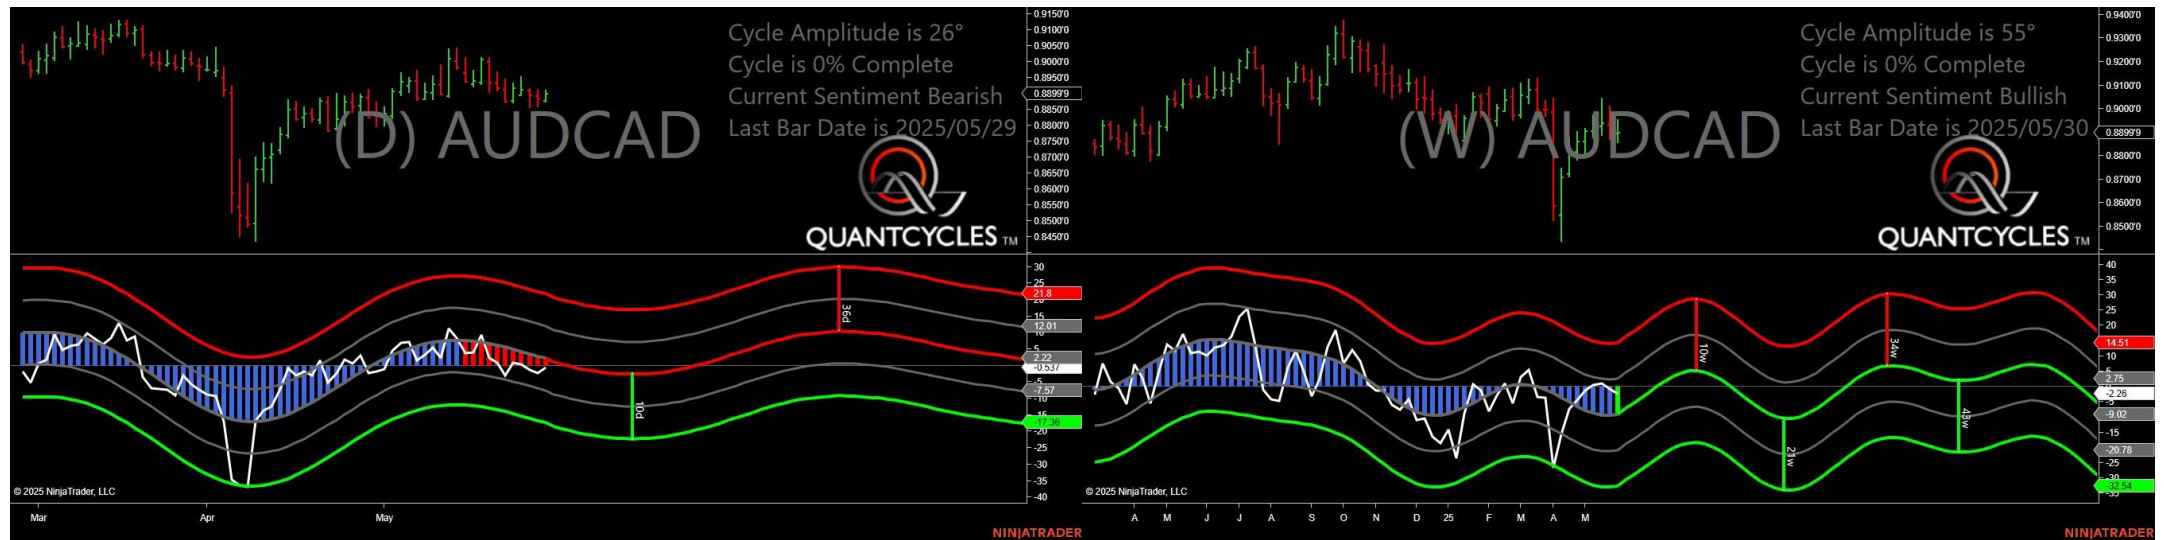 Cycle Amplitude is 26°
Cycle is 0% Complete
Current Sentiment Bearish
Last Bar Date is 2025/05/29
(D) AUDCAD
QUANTCYCLES TM
0.9150'0
0.9100'0
0.9050'0
0.9000'0
0.8950'0
0.8899'9
0.8850'0
0.8800'0
0.8750'0
0.8700'0
0.8650'0
0.8600'0
0.8550'0
0.8500'0
0.8450'0
30
25
21.8
20
15
12.01
5
2.22
-0.537
-5
-7.57
-10
-15
-17.36
-20
-25
-30
-35
-40
36d
10d
© 2025 NinjaTrader, LLC
Mar
Apr
May
NINJATRADER
Cycle Amplitude is 55°
Cycle is 0% Complete
Current Sentiment Bullish
Last Bar Date is 2025/05/30
(W) AUDCAD
QUANTCYCLES TM
0.9400'0
0.9300'0
0.9200'0
0.9100'0
0.9000'0
0.8899'9
0.8800'0
0.8700'0
0.8600'0
0.8500'0
40
35
30
25
20
14.51
10
2.75
-2.26
-5
-9.02
-15
-20.78
-25
-32.54
-35
10w
21w
34w
43w
© 2025 NinjaTrader, LLC
A
M
J
J
A
S
O
N
D
25
F
M
A
M
NINJATRADER